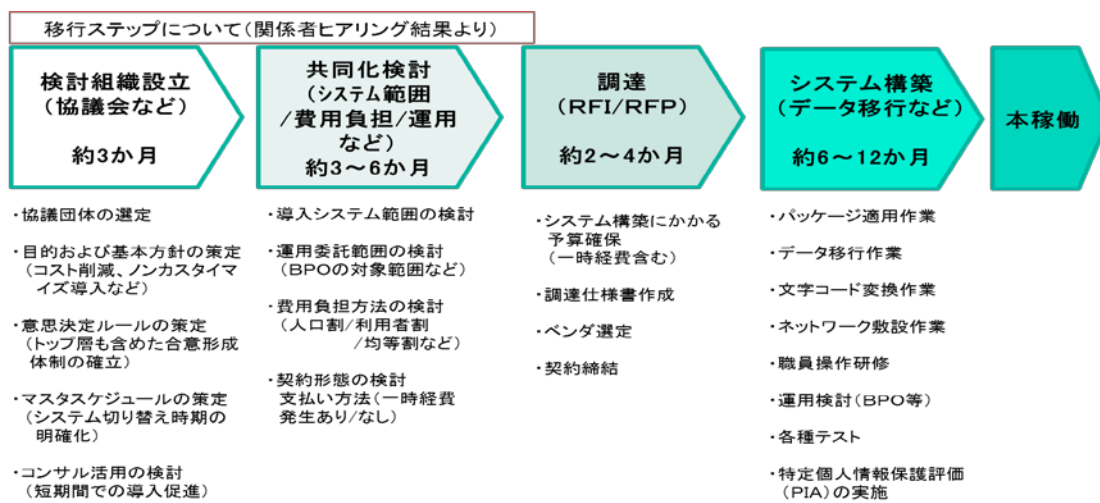 移行ステップについて（関係者ヒアリング結果より）
検討組織設立
（協議会など）
約3か月
・協議団体の選定
・目的および基本方針の策定
（コスト削減、ノンカスタイマ
イズ導入など）
・意思決定ルールの策定
（トップ層も含めた合意形成
体制の確立）
・マスタスケジュールの策定
（システム切り替え時期の
明確化）
・コンサル活用の検討
（短期間での導入促進）
共同化検討
（システム範囲
/費用負担/運用
など）
約3～6か月
・導入システム範囲の検討
・運用委託範囲の検討
（BPOの対象範囲など）
・費用負担方法の検討
（人口割/利用者割
/均等割など）
・契約形態の検討
支払い方法（一時経費
発生あり/なし）
調達
（RFI/RFP）
約2～4か月
・システム構築にかかる
予算確保
（一時経費含む）
・調達仕様書作成
・ベンダ選定
・契約締結
システム構築
（データ移行など）
約6～12か月
・パッケージ適用作業
・データ移行作業
・文字コード変換作業
・ネットワーク敷設作業
・職員操作研修
・運用検討（BPO等）
・各種テスト
・特定個人情報保護評価
（PIA）の実施
本稼働